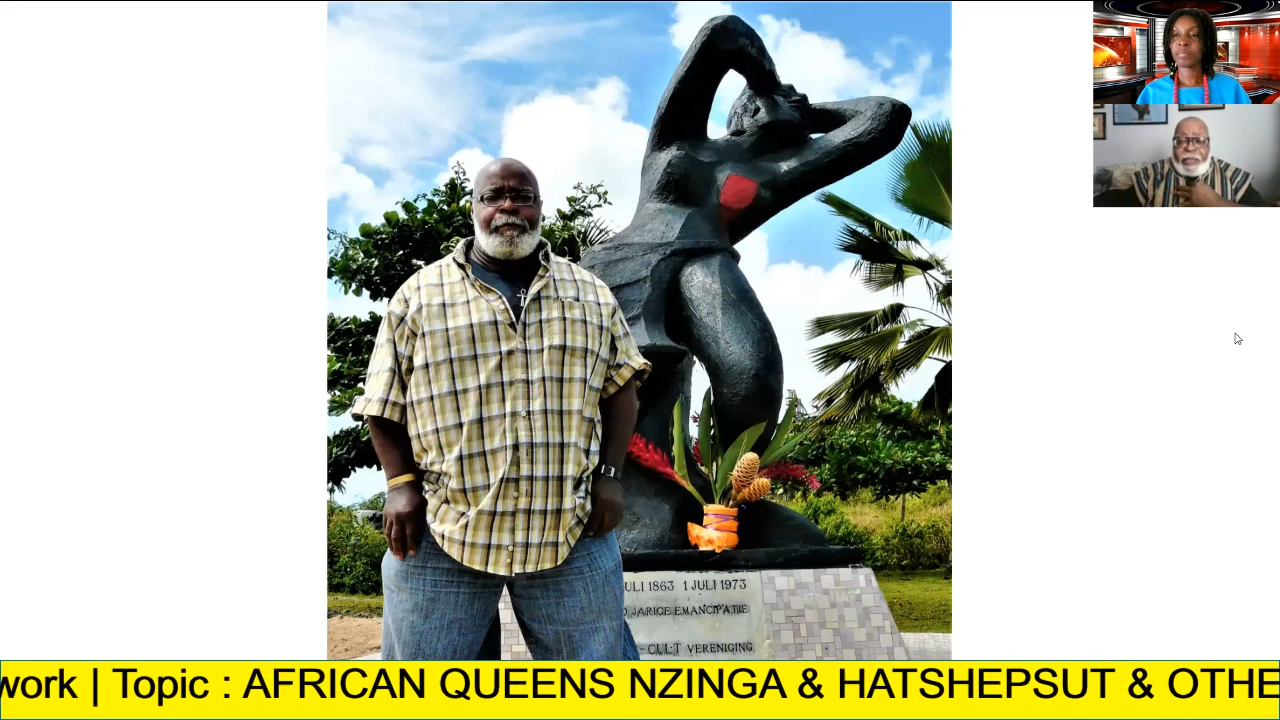 ULI 1863 1 JULI 1973
JARIGE EMANCIPATIE
CULT VERENIGING
work | Topic : AFRICAN QUEENS NZINGA & HATSHEPSUT & OTHE